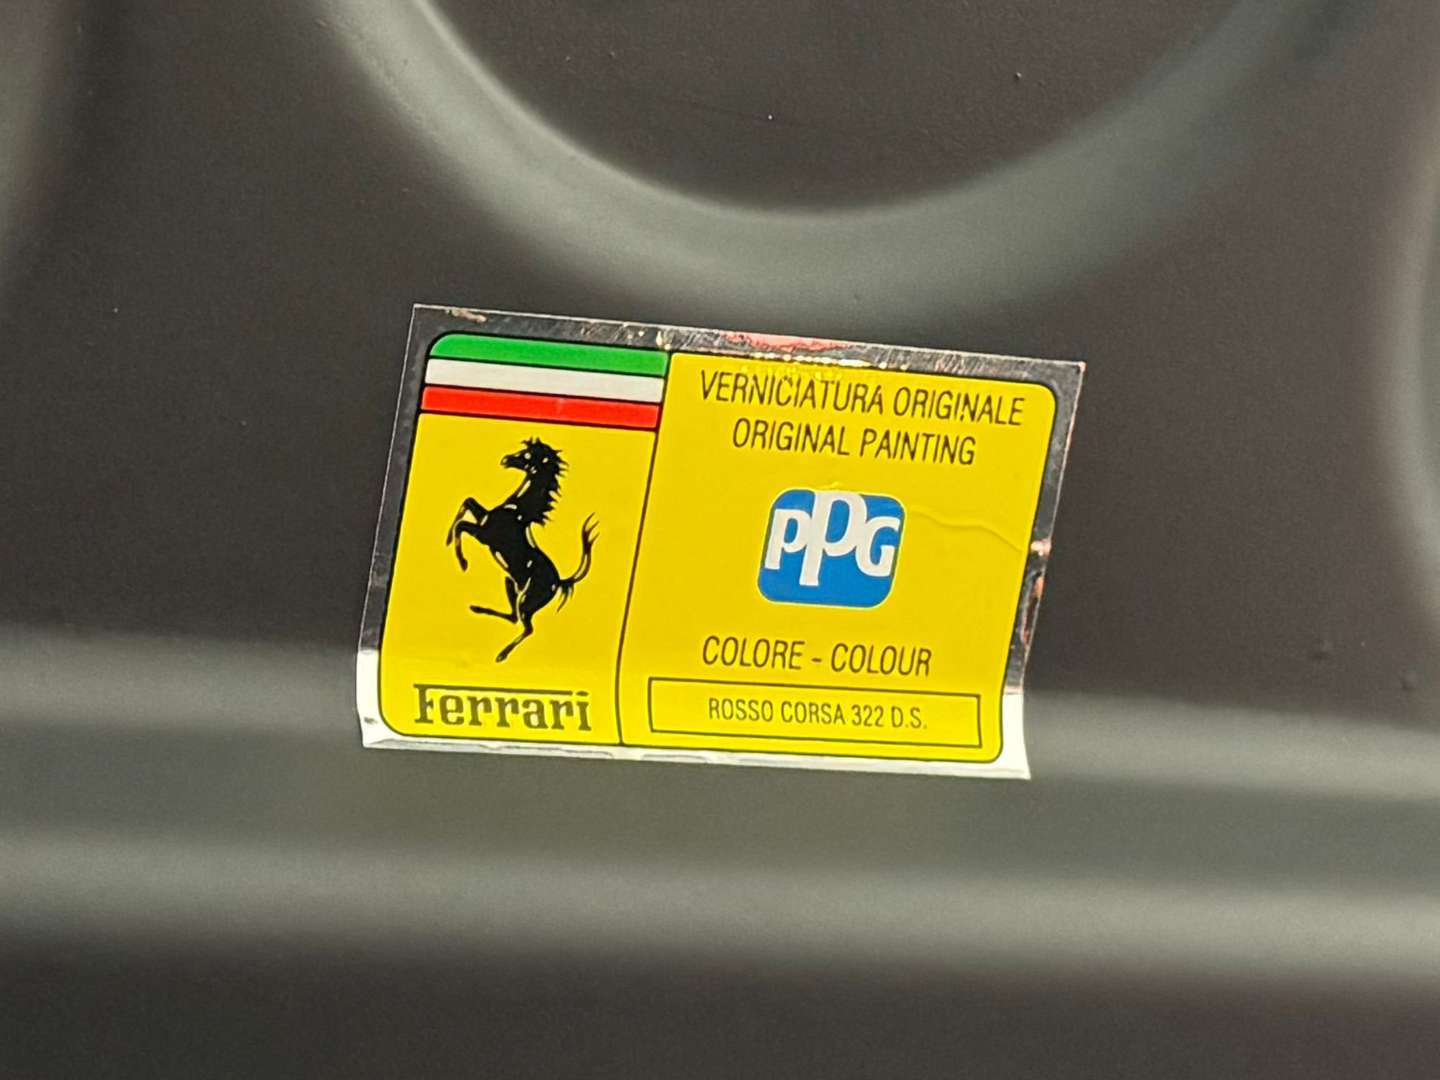 VERNICIATURA ORIGINALE
ORIGINAL PAINTING
PPG
COLORE - COLOUR
ROSSO CORSA 322 D.S.
Ferrari